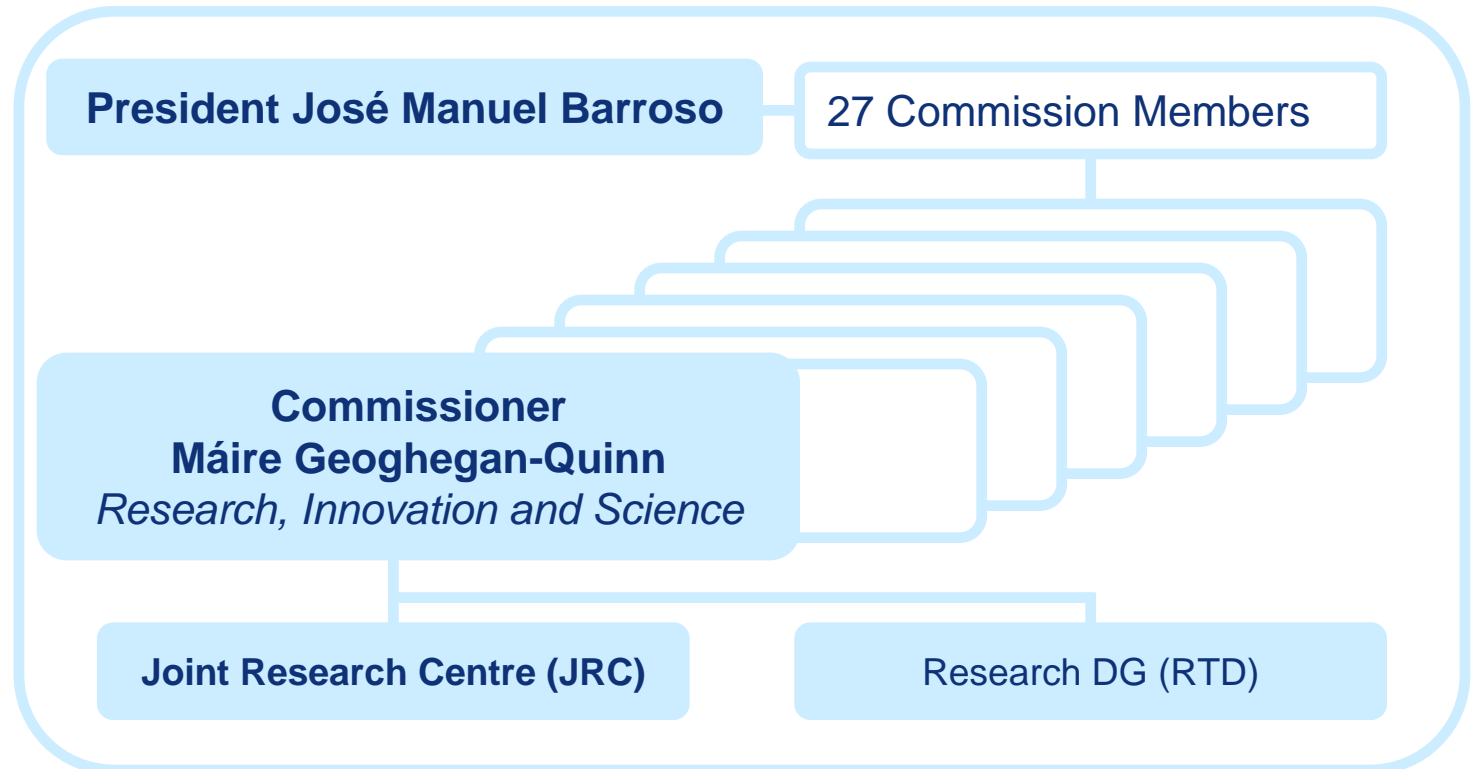 President José Manuel Barroso
27 Commission Members
Commissioner
Máire Geoghegan-Quinn
Research, Innovation and Science
Joint Research Centre (JRC)
Research DG (RTD)